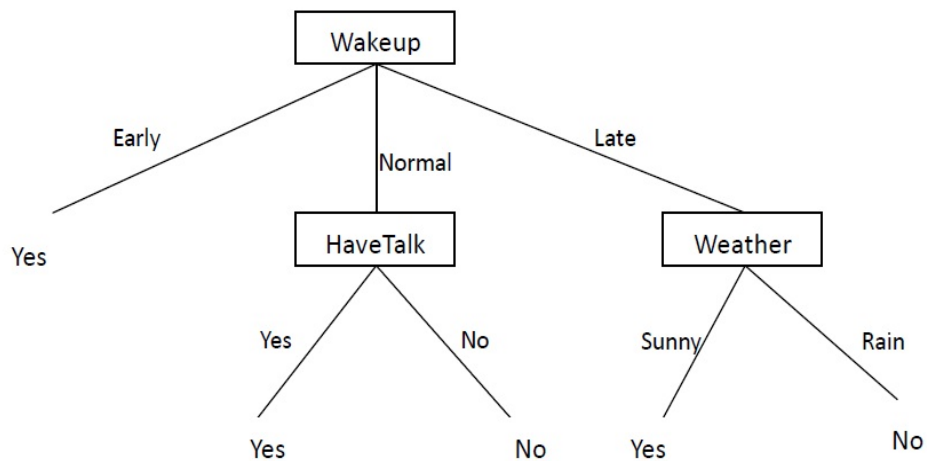 Wakeup
Early
Normal
Late
Yes
HaveTalk
Weather
Yes
No
Sunny
Rain
Yes
No
Yes
No